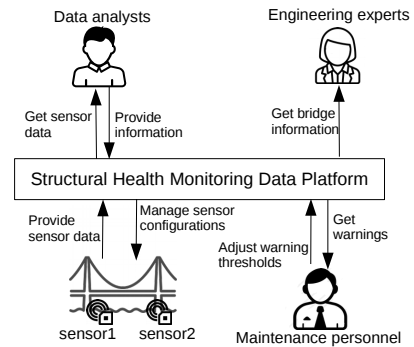 Data analysts
Engineering experts
Get sensor
data
Provide
information
Get bridge
information
Structural Health Monitoring Data Platform
Provide
sensor data
Manage sensor
configurations
Adjust warning
thresholds
Get
warnings
sensor1
sensor2
Maintenance personnel